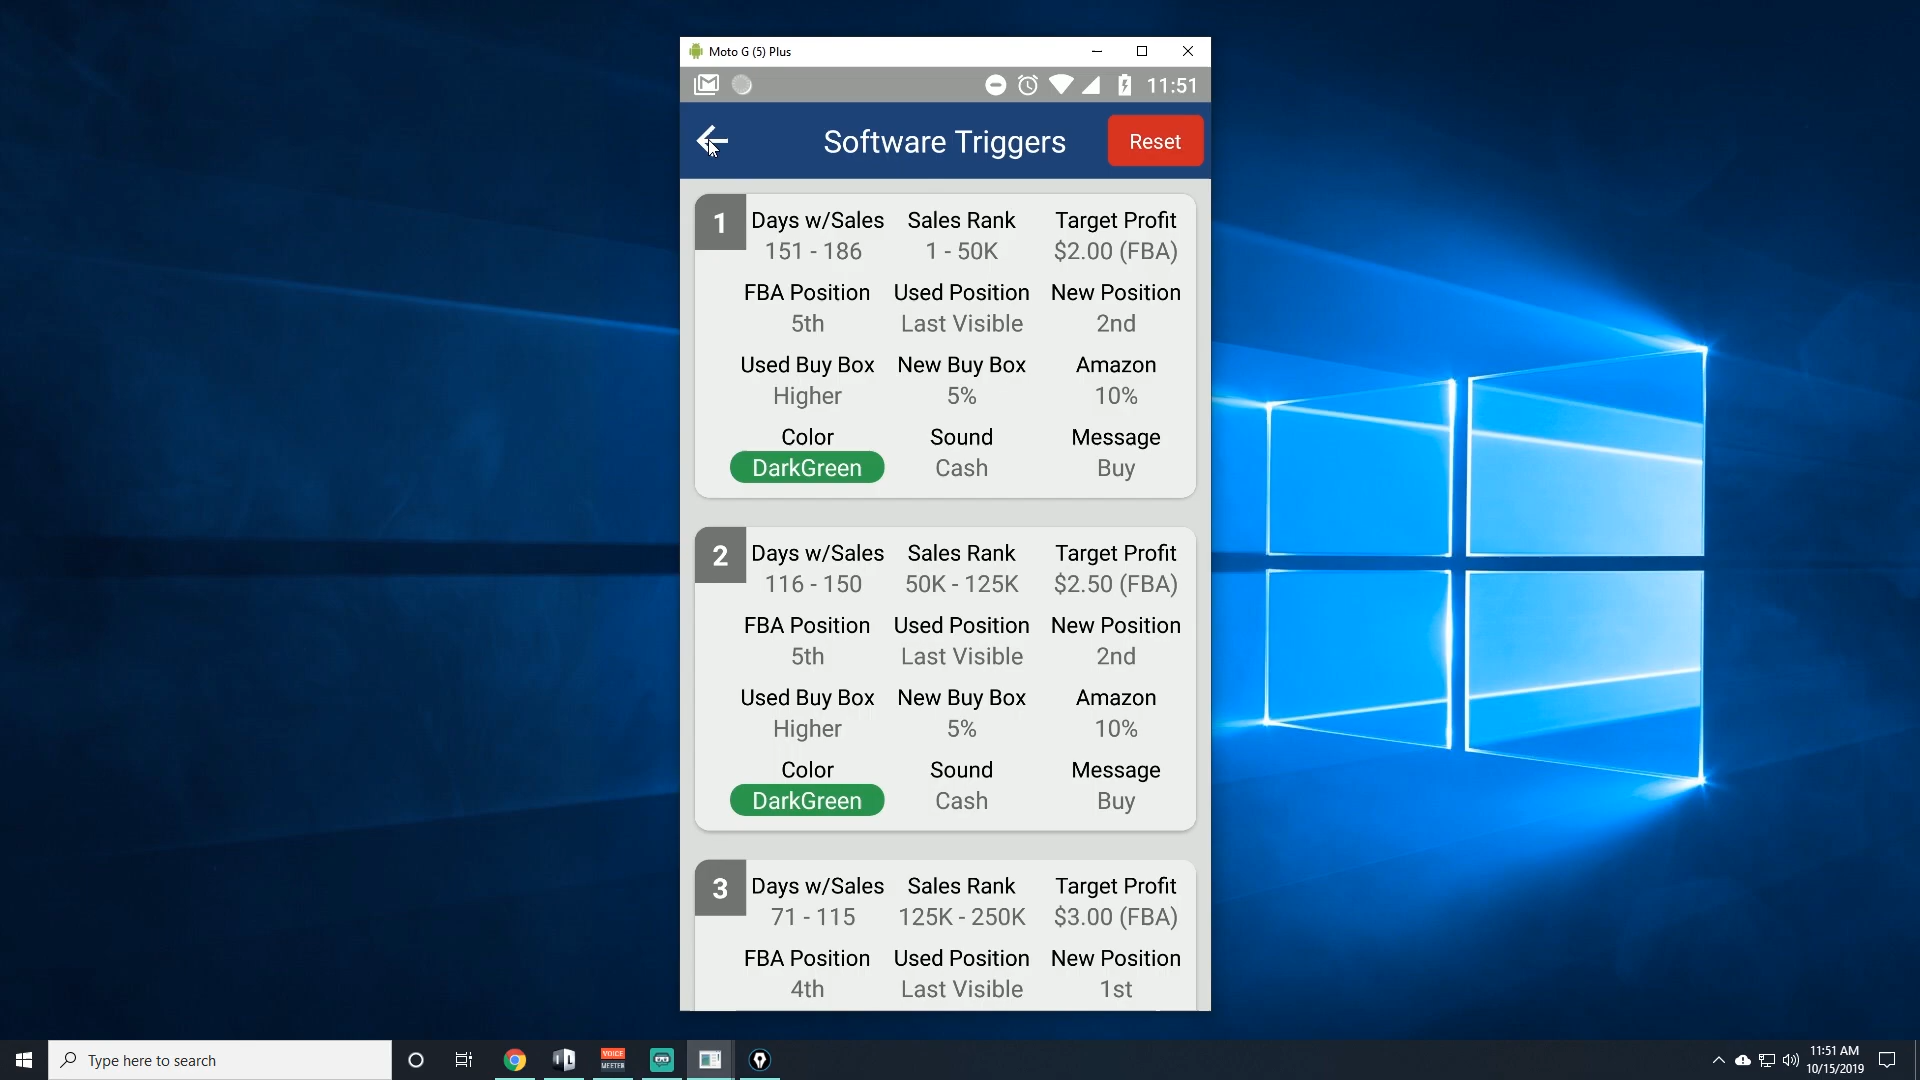 Moto G (5) Plus
11:51
Software Triggers
Reset
1
Days w/Sales Sales Rank Target Profit
151 - 186 1 - 50K $2.00 (FBA)
FBA Position Used Position New Position
5th Last Visible 2nd
Used Buy Box New Buy Box Amazon
Higher 5% 10%
Color Sound Message
DarkGreen Cash Buy
2
Days w/Sales Sales Rank Target Profit
116 - 150 50K - 125K $2.50 (FBA)
FBA Position Used Position New Position
5th Last Visible 2nd
Used Buy Box New Buy Box Amazon
Higher 5% 10%
Color Sound Message
DarkGreen Cash Buy
3
Days w/Sales Sales Rank Target Profit
71 - 115 125K - 250K $3.00 (FBA)
FBA Position Used Position New Position
4th Last Visible 1st
Type here to search
VOICE
MEETER
11:51 AM
10/15/2019